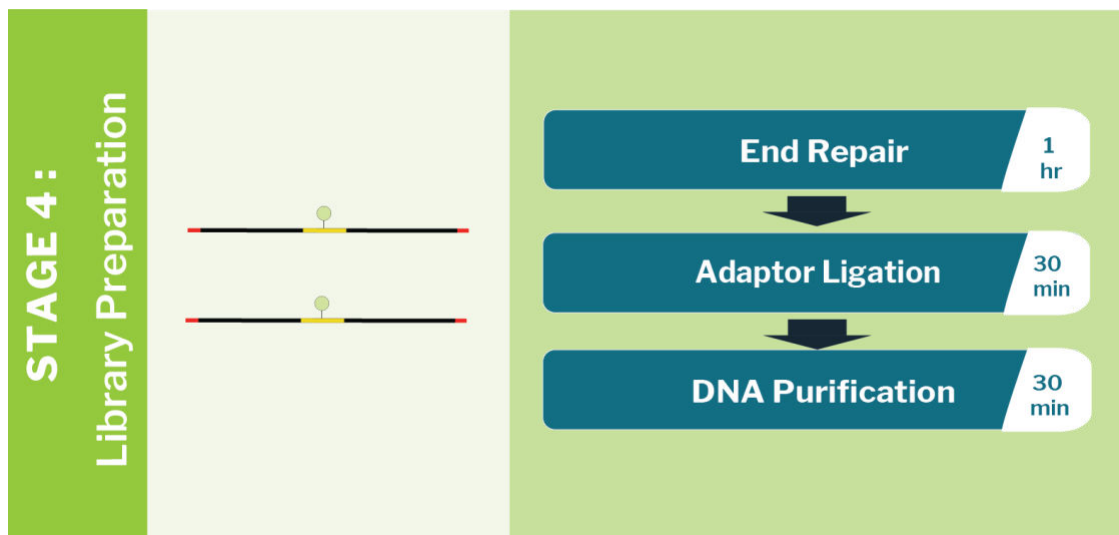 STAGE 4:
Library Preparation
End Repair
1
hr
Adaptor Ligation
30
min
DNA Purification
30
min